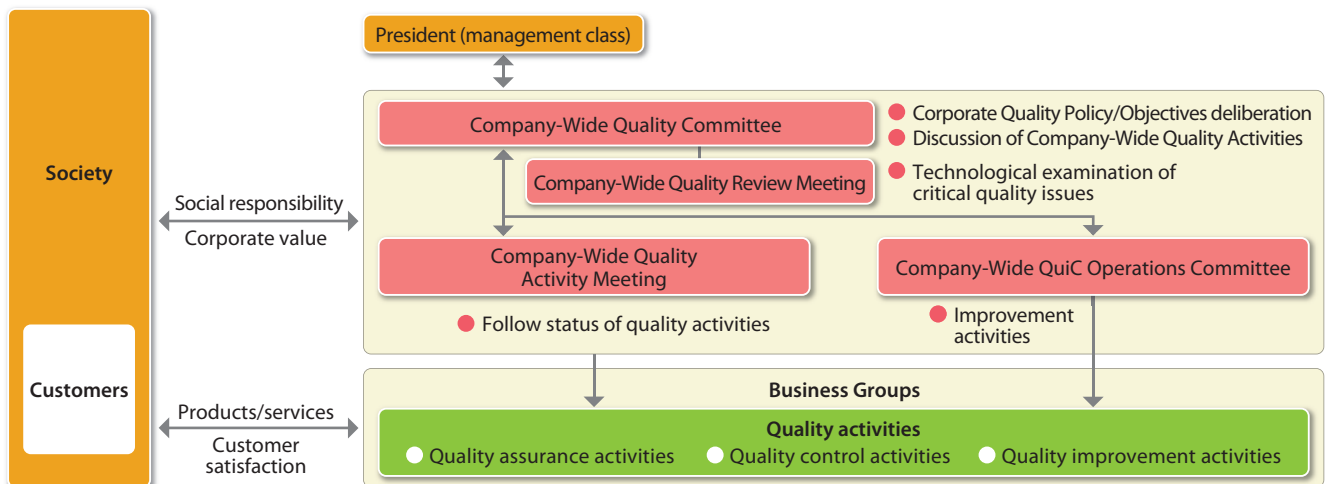 President (management class)
Society
Customers
Social responsibility
Corporate value
Products/services
Customer
satisfaction
Company-Wide Quality Committee
Corporate Quality Policy/Objectives deliberation
Discussion of Company-Wide Quality Activities
Company-Wide Quality Review Meeting
Technological examination of
critical quality issues
Company-Wide Quality
Activity Meeting
Company-Wide QuiC Operations Committee
Follow status of quality activities
Improvement
activities
Business Groups
Quality activities
Quality assurance activities
Quality control activities
Quality improvement activities